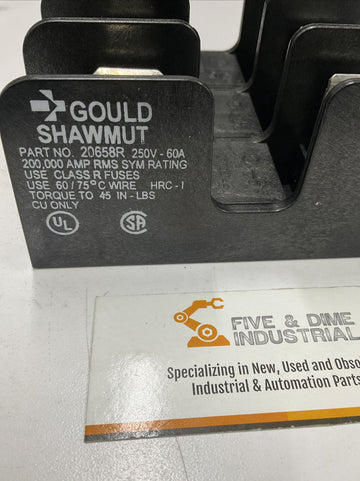 GOULD
SHAWMUT
PART NO. 20658R 250V - 60A
200,000 AMP RMS SYM RATING
USE CLASS R FUSES
USE 60/75°C WIRE HRC - I
TORQUE TO 45 IN - LBS
CU ONLY
UL SA
FIVE & DIME
INDUSTRIAL
Specializing in New, Used and Obso
Industrial & Automation Parts